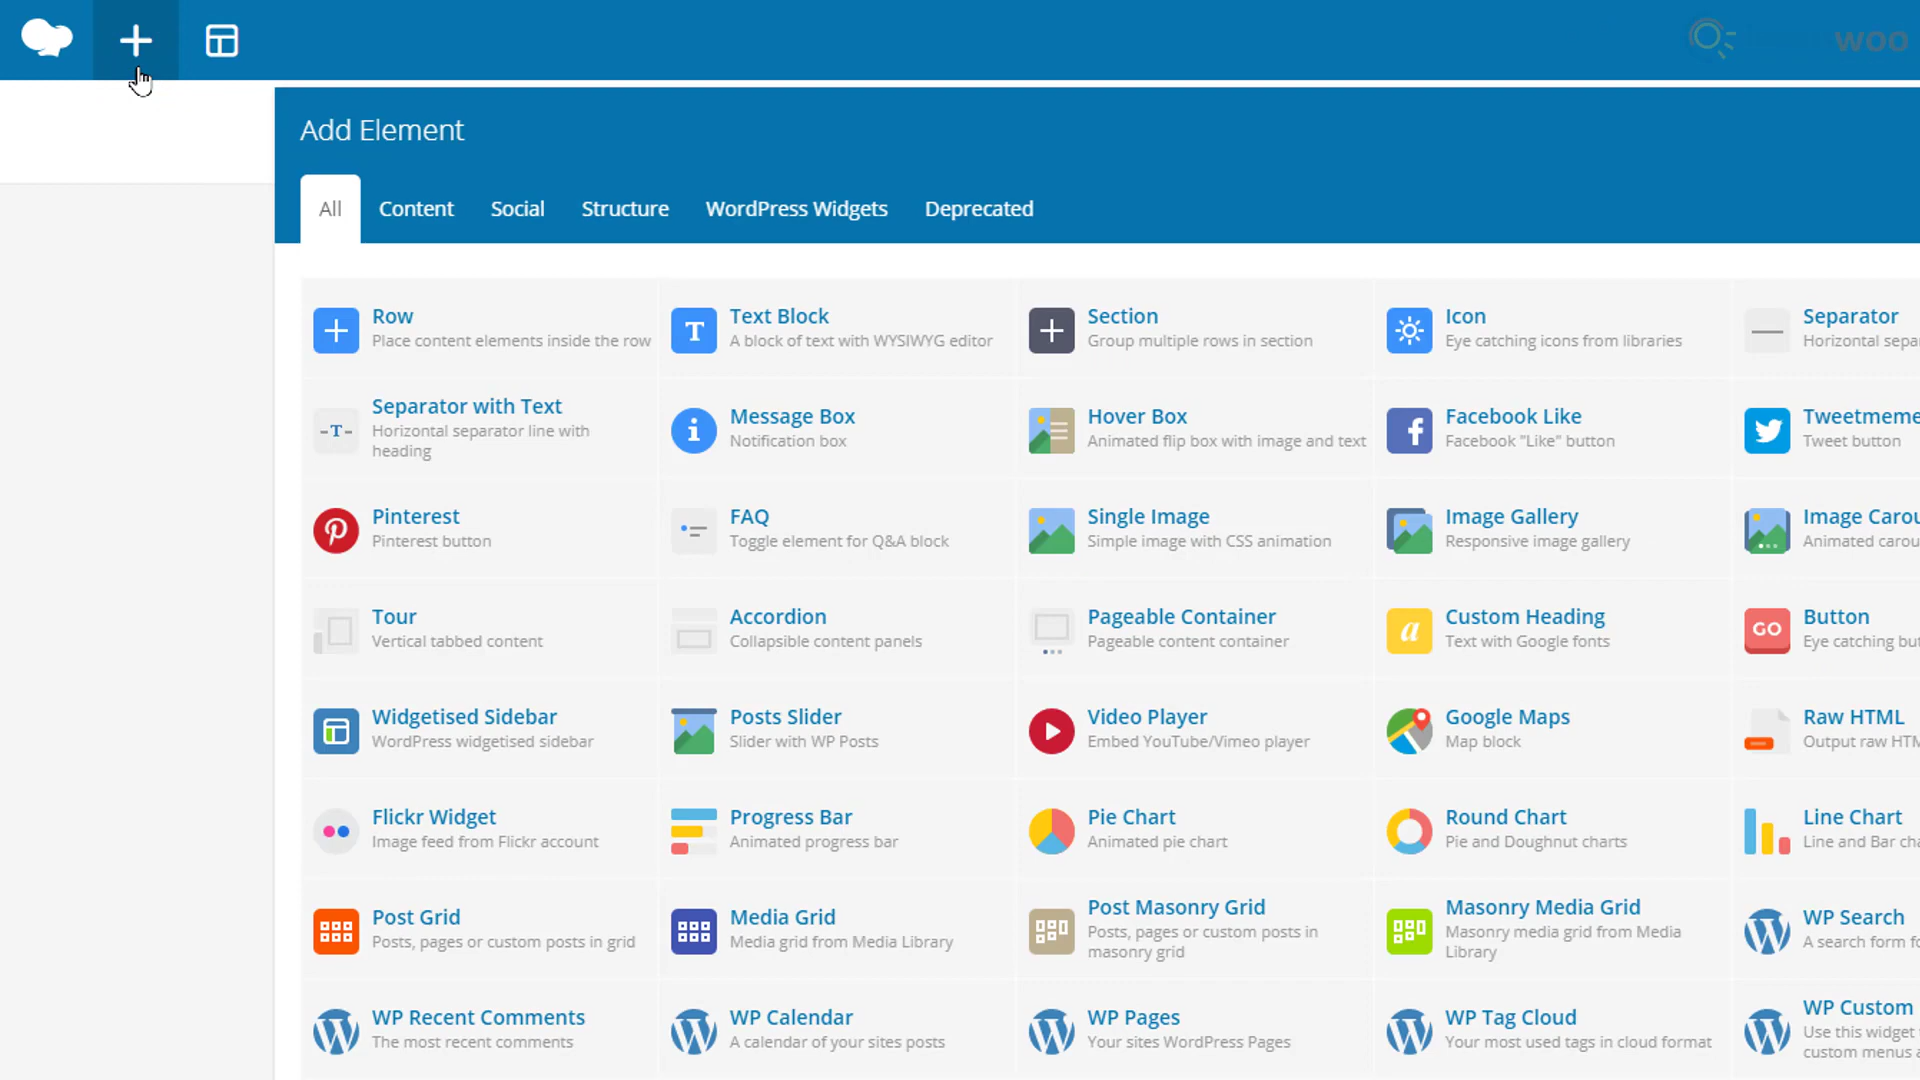 woo
Add Element
All Content Social Structure WordPress Widgets Deprecated
Row
Place content elements inside the row
Text Block
A block of text with WYSIWYG editor
Section
Group multiple rows in section
Icon
Eye catching icons from libraries
Separator
Horizontal sepa
Separator with Text
Horizontal separator line with
heading
Message Box
Notification box
Hover Box
Animated flip box with image and text
Facebook Like
Facebook "Like" button
Tweetmeme
Tweet button
Pinterest
Pinterest button
FAQ
Toggle element for Q&A block
Single Image
Simple image with CSS animation
Image Gallery
Responsive image gallery
Image Carou
Animated carou
Tour
Vertical tabbed content
Accordion
Collapsible content panels
Pageable Container
Pageable content container
Custom Heading
Text with Google fonts
GO
Button
Eye catching but
Widgetised Sidebar
WordPress widgetised sidebar
Posts Slider
Slider with WP Posts
Video Player
Embed YouTube/Vimeo player
Google Maps
Map block
Raw HTML
Output raw HTM
Flickr Widget
Image feed from Flickr account
Progress Bar
Animated progress bar
Pie Chart
Animated pie chart
Round Chart
Pie and Doughnut charts
Line Chart
Line and Bar cha
Post Grid
Posts, pages or custom posts in grid
Media Grid
Media grid from Media Library
Post Masonry Grid
Posts, pages or custom posts in
masonry grid
Masonry Media Grid
Masonry media grid from Media
Library
WP Search
A search form fo
WP Recent Comments
The most recent comments
WP Calendar
A calendar of your sites posts
WP Pages
Your sites WordPress Pages
WP Tag Cloud
Your most used tags in cloud format
WP Custom
Use this widget
custom menus a